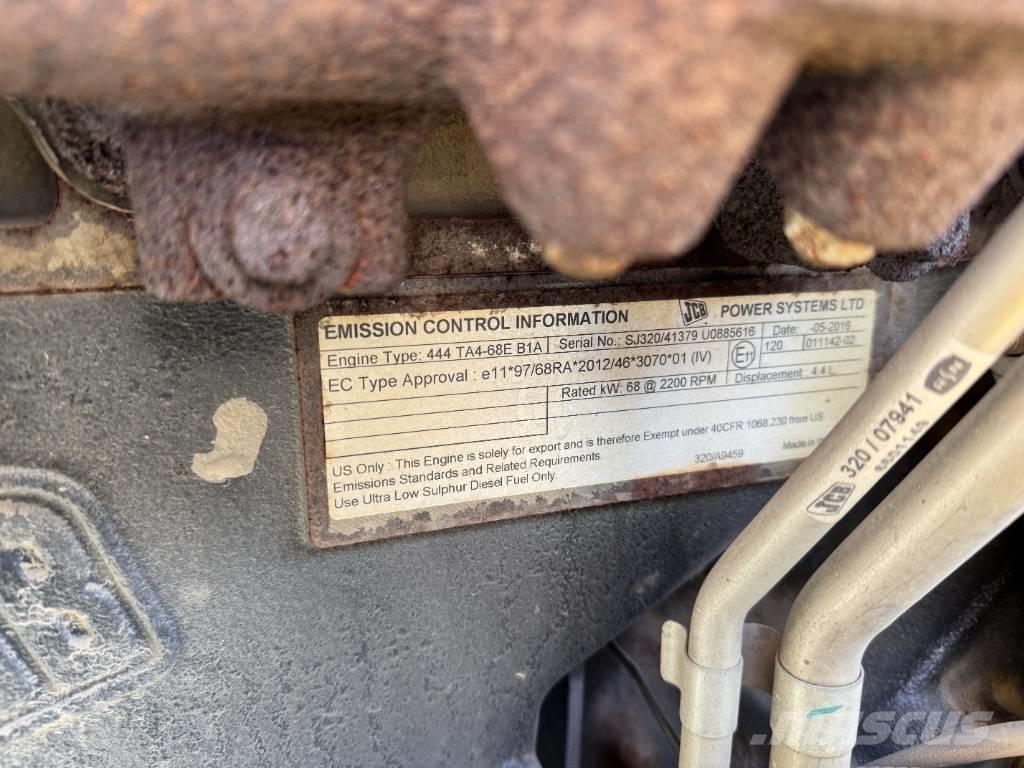 EMISSION CONTROL INFORMATION JCB POWER SYSTEMS LTD
Engine Type: 444 TA4-68E B1A Serial No.: SJ320/41379 U0885616 Date: -05-2016
EC Type Approval : e11*97/68RA*2012/46*3070*01 (IV) E11 120 011142-02
Rated kW: 68 @ 2200 RPM Displacement : 4.4 L
US Only : This Engine is solely for export and is therefore Exempt under 40CFR 1068.230 from US
Emissions Standards and Related Requirements.
Use Ultra Low Sulphur Diesel Fuel Only.
320/A9459 Made in
JCB 320/07941
mascus